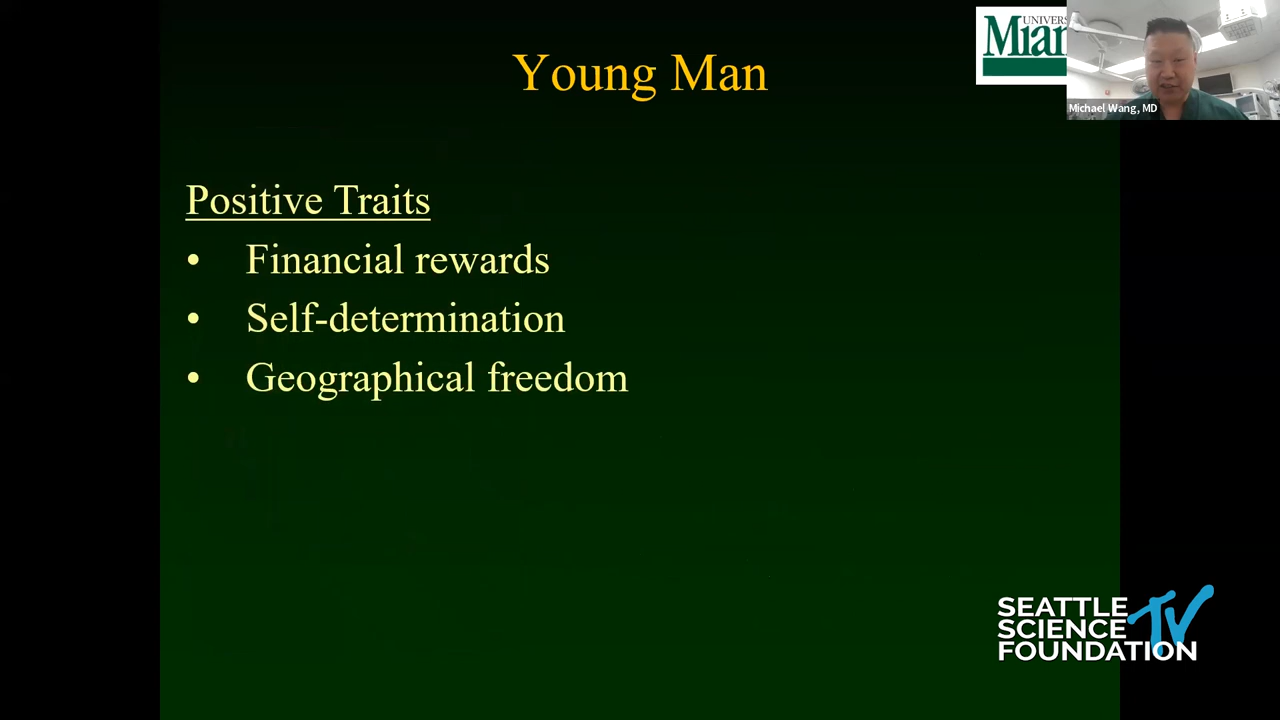 Young Man
Positive Traits
• Financial rewards
• Self-determination
• Geographical freedom
Michael Wang, MD
SEATTLE
SCIENCE
FOUNDATION
TV